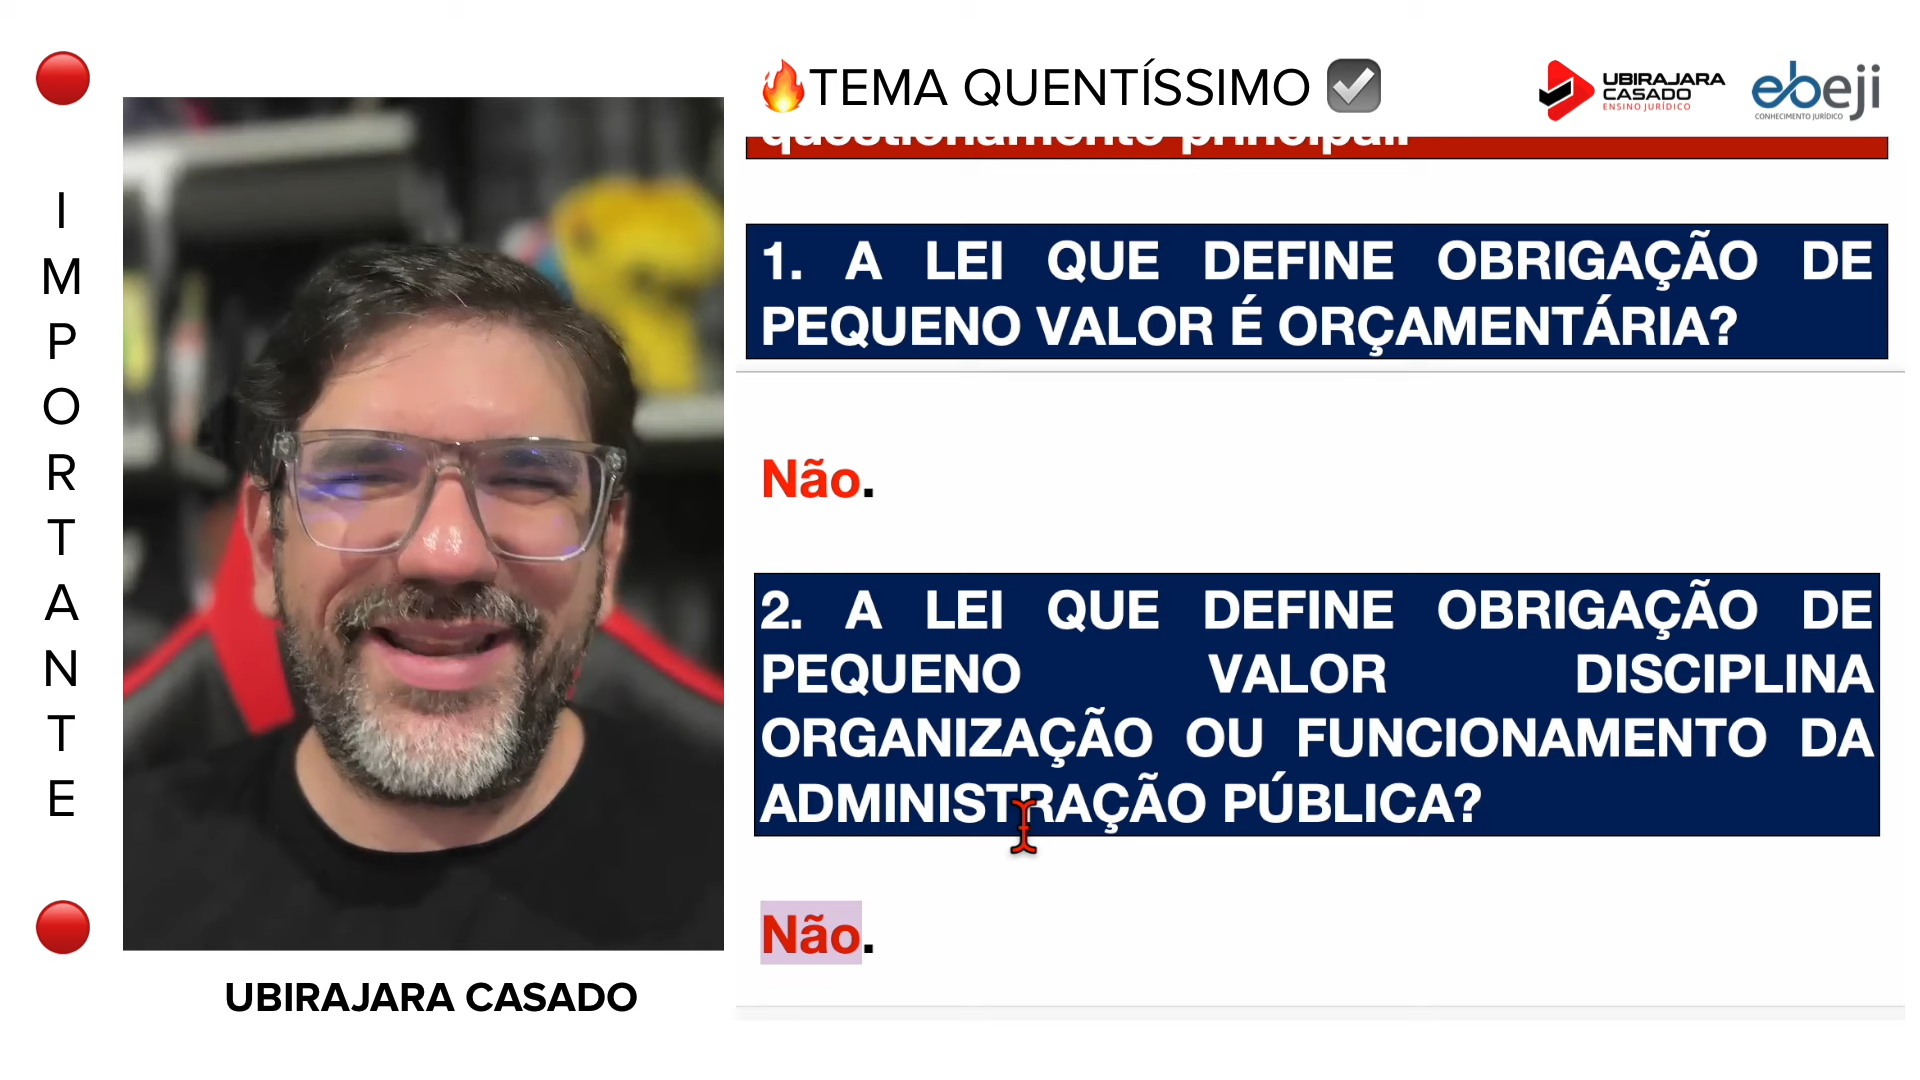 🔥TEMA QUENTÍSSIMO ☑
UBIRAJARA
CASADO
ENSINO JURÍDICO
ebeji
CONHECIMENTO JURÍDICO
IMPORTANTE
questionamento principal.
1. A LEI QUE DEFINE OBRIGAÇÃO DE
PEQUENO VALOR É ORÇAMENTÁRIA?
Não.
2. A LEI QUE DEFINE OBRIGAÇÃO DE
PEQUENO VALOR DISCIPLINA
ORGANIZAÇÃO OU FUNCIONAMENTO DA
ADMINISTRAÇÃO PÚBLICA?
Não.
UBIRAJARA CASADO